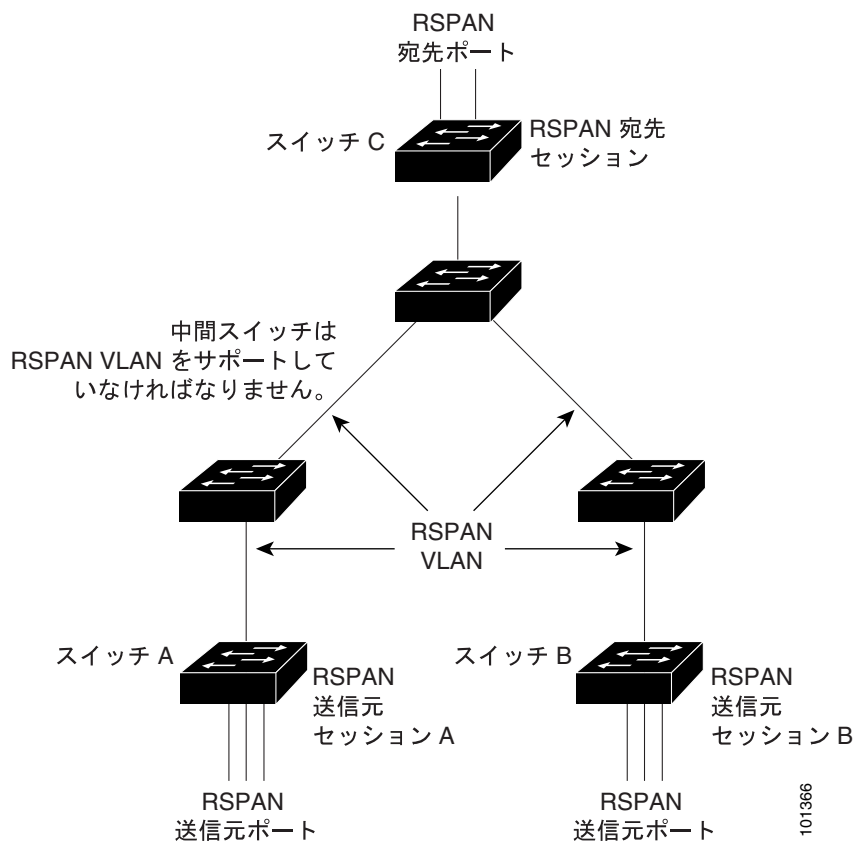 RSPAN
宛先ポート
スイッチ C
RSPAN 宛先
セッション
中間スイッチは
RSPAN VLAN をサポートして
いなければなりません。
RSPAN
VLAN
スイッチ A
RSPAN
送信元
セッション A
スイッチ B
RSPAN
送信元
セッション B
RSPAN
送信元ポート
RSPAN
送信元ポート
101366